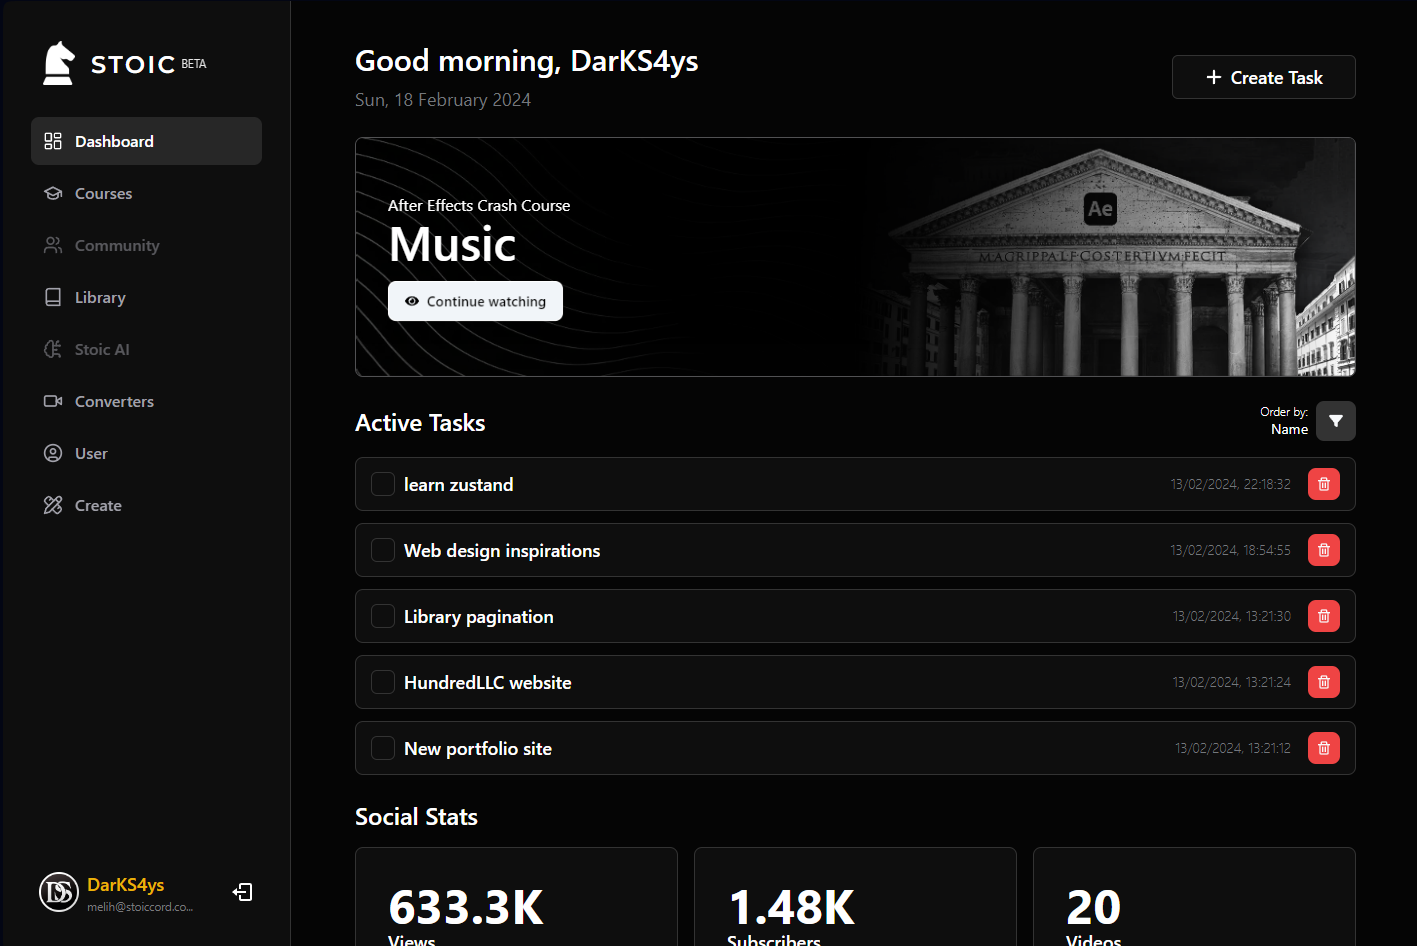 STOIC BETA
Dashboard
Courses
Community
Library
Stoic AI
Converters
User
Create
DS
DarKS4ys
melih@stoiccord.co...
Good morning, DarKS4ys
Sun, 18 February 2024
Create Task
After Effects Crash Course
Music
Continue watching
Ae
M·AGRIPPA·L·F·COS·TERTIVM·FECIT
Active Tasks
Order by:
Name
learn zustand
13/02/2024, 22:18:32
Web design inspirations
13/02/2024, 18:54:55
Library pagination
13/02/2024, 13:21:30
HundredLLC website
13/02/2024, 13:21:24
New portfolio site
13/02/2024, 13:21:12
Social Stats
633.3K
Views
1.48K
Subscribers
20
Videos